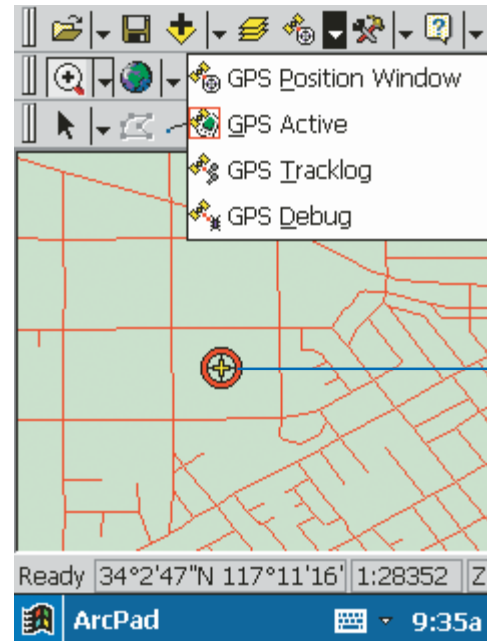 GPS Position Window
GPS Active
GPS Tracklog
GPS Debug
Ready 34°2'47"N 117°11'16' 1:28352 Z
ArcPad 9:35a